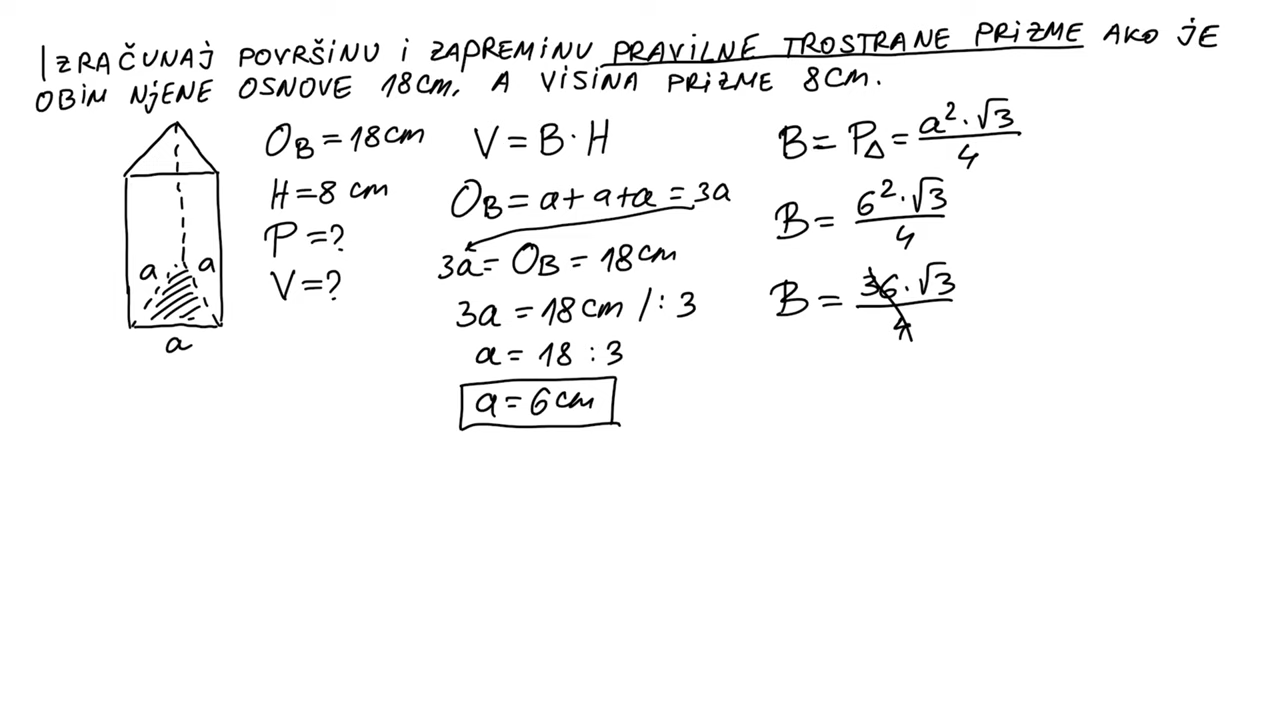 IZRAČUNAJ POVRŠINU I ZAPREMINU PRAVILNE TROSTRANE PRIZME AKO JE
OBIM NJENE OSNOVE 18cm, A VISINA PRIZME 8cm.
O_B = 18cm
H = 8 cm
P = ?
V = ?
a a
a
V = B · H
O_B = a + a + a = 3a
3a = O_B = 18cm
3a = 18cm / : 3
a = 18 : 3
a = 6cm
B = P_Δ = a² · √3 / 4
B = 6² · √3 / 4
B = 36 · √3 / 4